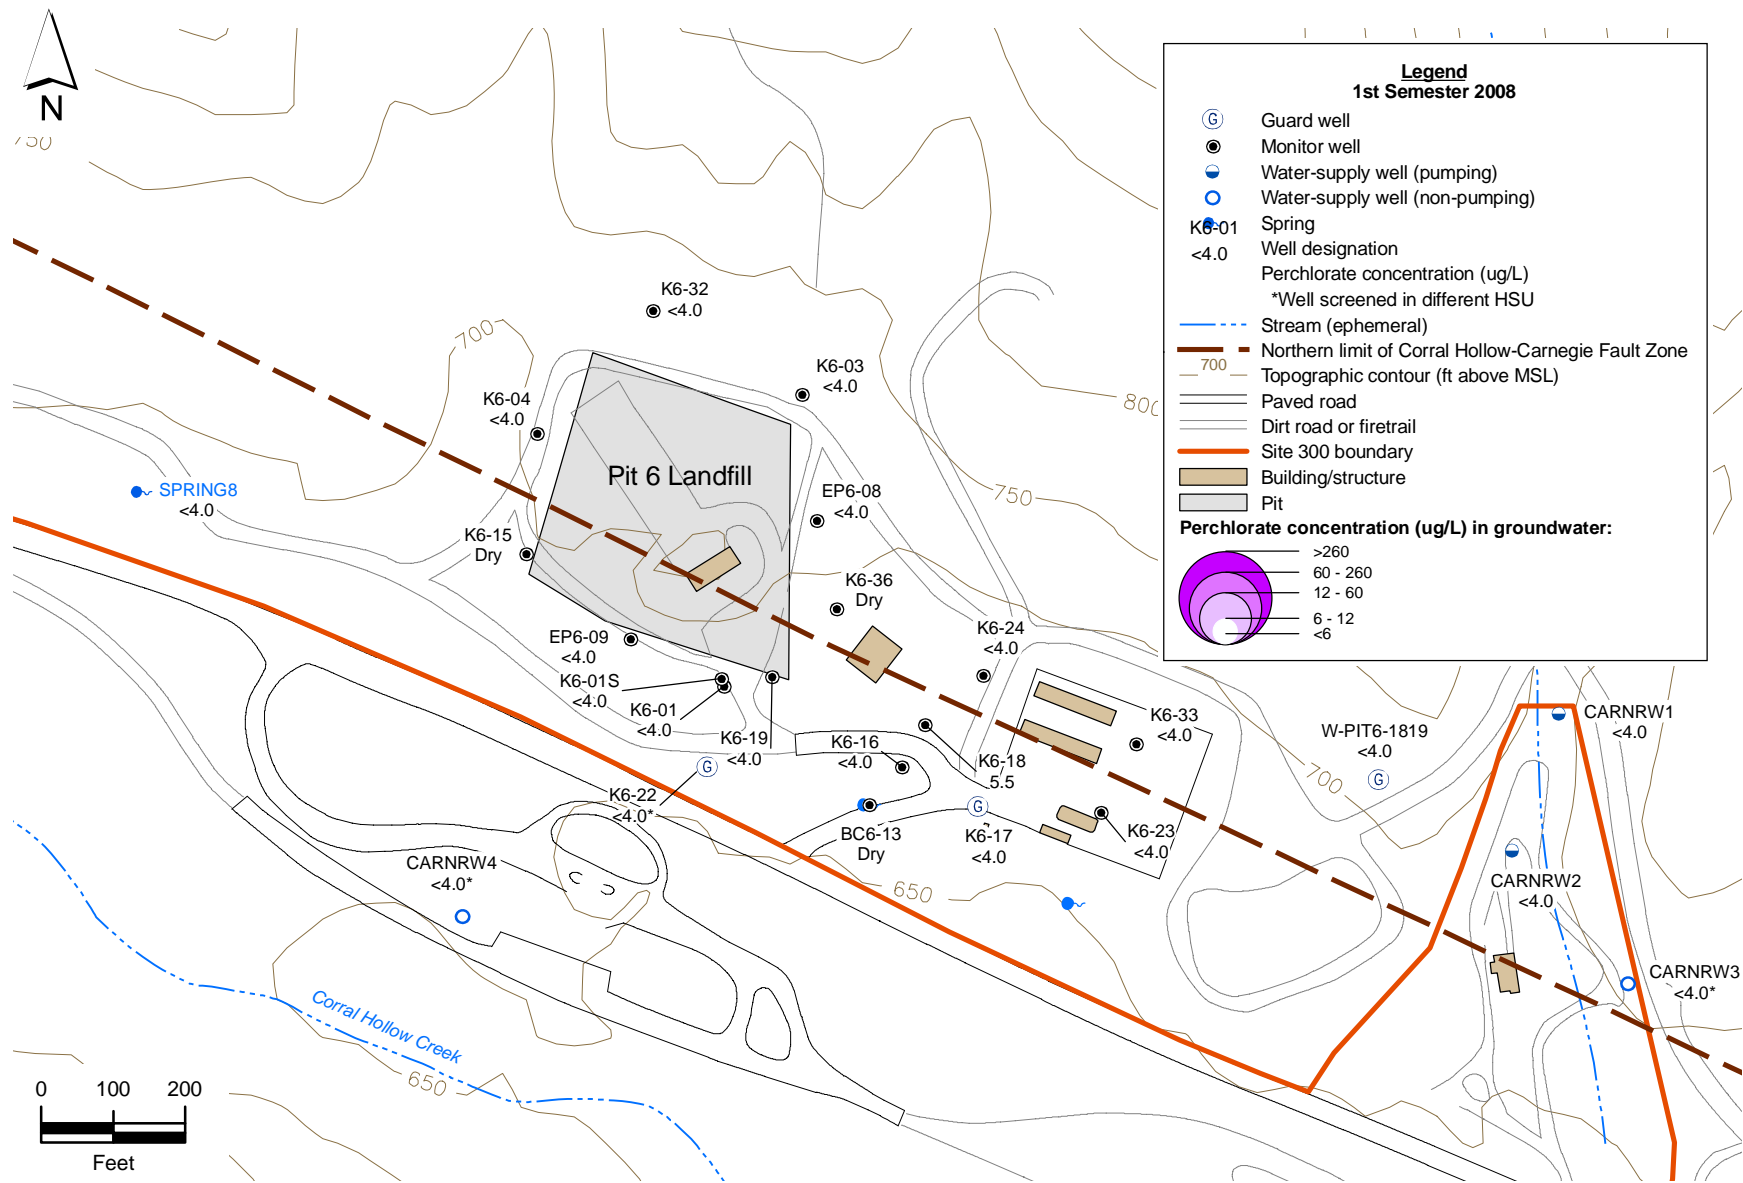 N
750
Legend
1st Semester 2008
G
Guard well
Monitor well
Water-supply well (pumping)
Water-supply well (non-pumping)
Spring
K6-01
<4.0
Well designation
Perchlorate concentration (ug/L)
*Well screened in different HSU
Stream (ephemeral)
Northern limit of Corral Hollow-Carnegie Fault Zone
700
Topographic contour (ft above MSL)
Paved road
Dirt road or firetrail
Site 300 boundary
Building/structure
Pit
Perchlorate concentration (ug/L) in groundwater:
>260
60 - 260
12 - 60
6 - 12
<6
K6-32
<4.0
700
K6-03
<4.0
K6-04
<4.0
800
Pit 6 Landfill
SPRING8
<4.0
EP6-08
<4.0
750
K6-15
Dry
K6-36
Dry
K6-24
<4.0
EP6-09
<4.0
K6-01S
<4.0
K6-01
<4.0
K6-19
<4.0
K6-16
<4.0
K6-18
5.5
K6-33
<4.0
W-PIT6-1819
<4.0
G
CARNRW1
<4.0
700
G
K6-22
<4.0*
G
K6-17
<4.0
BC6-13
Dry
K6-23
<4.0
CARNRW4
<4.0*
650
CARNRW2
<4.0
CARNRW3
<4.0*
Corral Hollow Creek
650
0 100 200
Feet